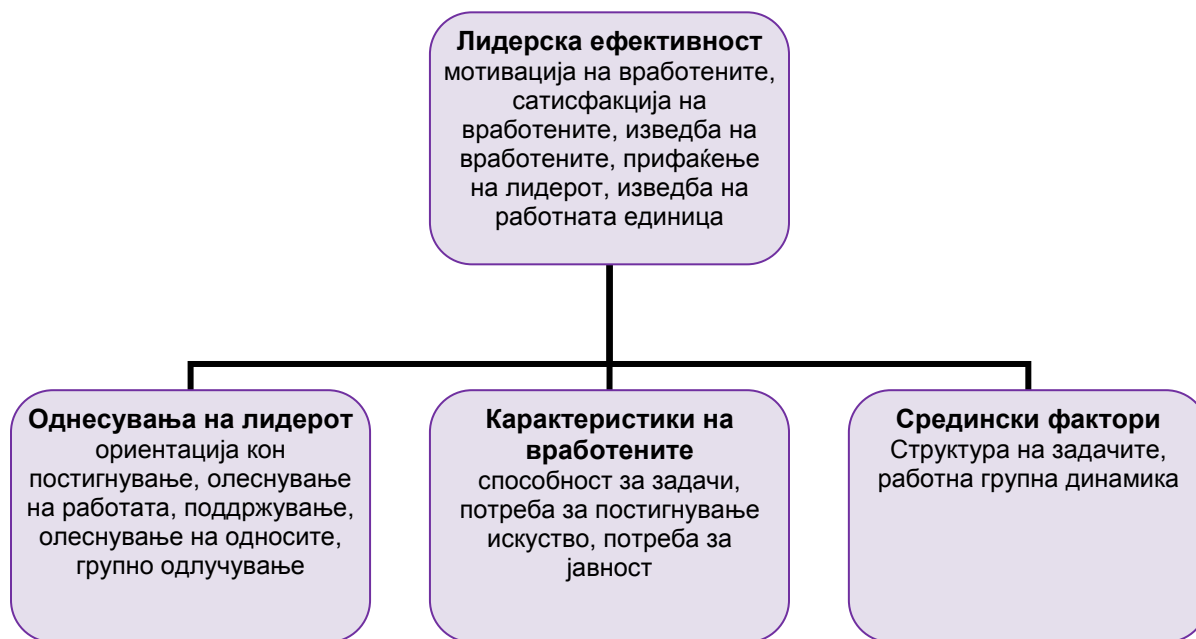 Лидерска ефективност
мотивација на вработените,
сатисфакција на
вработените, изведба на
вработените, прифаќење
на лидерот, изведба на
работната единица
Однесувања на лидерот
ориентација кон
постигнување, олеснување
на работата, поддржување,
олеснување на односите,
групно одлучување
Карактеристики на
вработените
способност за задачи,
потреба за постигнување
искуство, потреба за
јавност
Средински фактори
Структура на задачите,
работна групна динамика